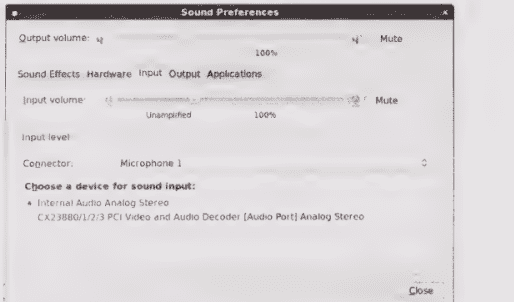 Sound Preferences
Output volume: Mute
100%
Sound Effects Hardware Input Output Applications
Input volume: Mute
Unamplified 100%
Input level
Connector: Microphone 1
Choose a device for sound input:
Internal Audio Analog Stereo
CX23880/1/2/3 PCI Video and Audio Decoder [Audio Port] Analog Stereo
Close